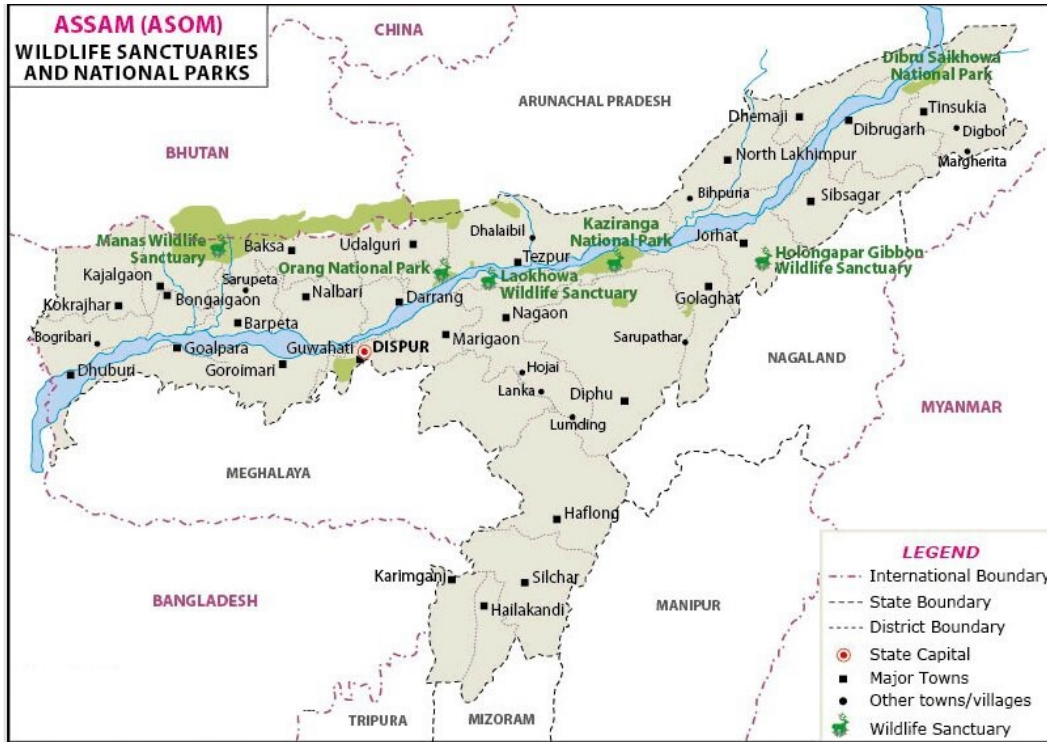 ASSAM (ASOM)
WILDLIFE SANCTUARIES
AND NATIONAL PARKS
CHINA
ARUNACHAL PRADESH
BHUTAN
Dibru Saikhowa
National Park
Dhemaji
Tinsukia
Dibrugarh
Digboi
Margherita
North Lakhimpur
Bihpuria
Sibsagar
Manas Wildlife
Sanctuary
Baksa
Udalguri
Dhalaibil
Kaziranga
National Park
Jorhat
Tezpur
Orang National Park
Laokhowa
Wildlife Sanctuary
Holongapar Gibbon
Wildlife Sanctuary
Kajalgaon
Sarupeta
Kokrajhar
Bongaigaon
Nalbari
Darrang
Golaghat
Nagaon
Barpeta
Marigaon
Sarupathar
Bogribari
Goalpara
Guwahati
DISPUR
Dhuburi
Goroimari
Hojai
Lanka
Diphu
Lumding
NAGALAND
MYANMAR
MEGHALAYA
Haflong
Karimganj
Silchar
Hailakandi
BANGLADESH
MANIPUR
TRIPURA
MIZORAM
LEGEND
International Boundary
State Boundary
District Boundary
State Capital
Major Towns
Other towns/villages
Wildlife Sanctuary